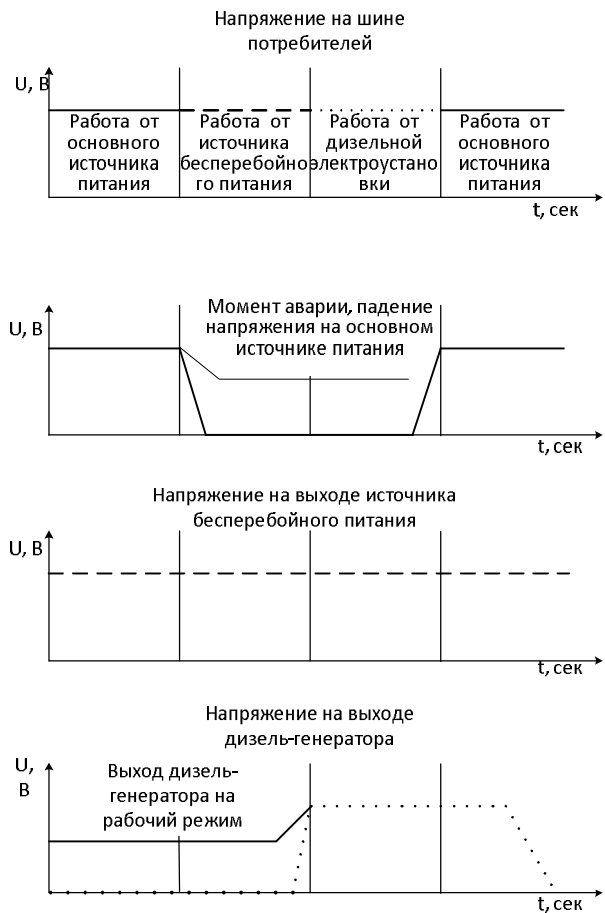 Напряжение на шине
потребителей
U, В
Работа от
основного
источника
питания
Работа от
источника
бесперебойно
го питания
Работа от
дизельной
электроустано
вки
Работа от
основного
источника
питания
t, сек
U, В
Момент аварии, падение
напряжения на основном
источнике питания
t, сек
Напряжение на выходе источника
бесперебойного питания
U, В
t, сек
Напряжение на выходе
дизель-генератора
U,
В
Выход дизель-
генератора на
рабочий режим
t, сек